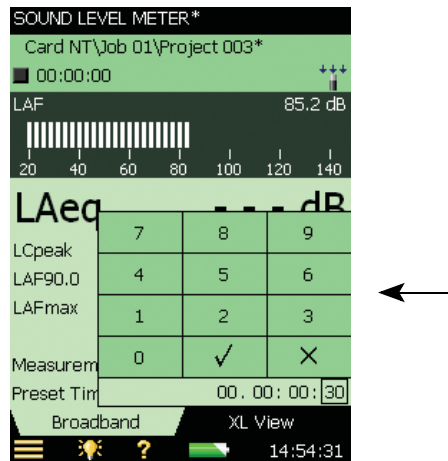 SOUND LEVEL METER*
Card NT\Job 01\Project 003*
00:00:00
LAF 85.2 dB
20 40 60 80 100 120 140
LAeq - - - dB
7 8 9
LCpeak
4 5 6
LAF90.0
LAFmax
1 2 3
0 ✓ ✕
Measurem
Preset Tim 00. 00: 00: 30
Broadband XL View
? 14:54:31